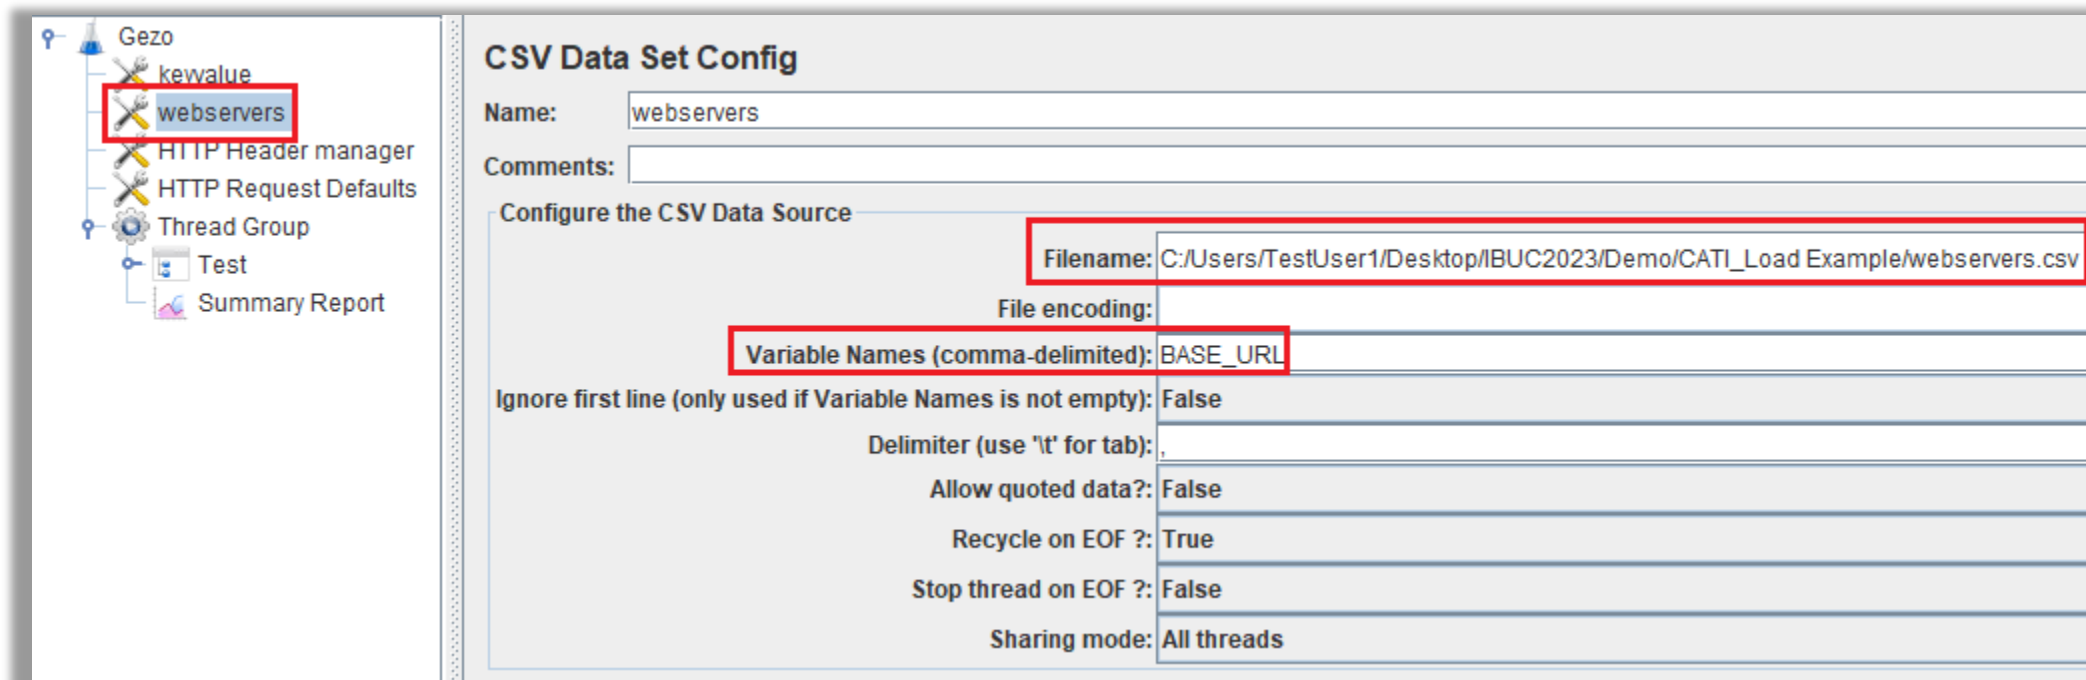 Gezo
keyvalue
webservers
HTTP Header manager
HTTP Request Defaults
Thread Group
Test
Summary Report
CSV Data Set Config
Name: webservers
Comments:
Configure the CSV Data Source
Filename: C:/Users/TestUser1/Desktop/IBUC2023/Demo/CATI_Load Example/webservers.csv
File encoding:
Variable Names (comma-delimited): BASE_URL
Ignore first line (only used if Variable Names is not empty): False
Delimiter (use '\t' for tab): ,
Allow quoted data?: False
Recycle on EOF ?: True
Stop thread on EOF ?: False
Sharing mode: All threads